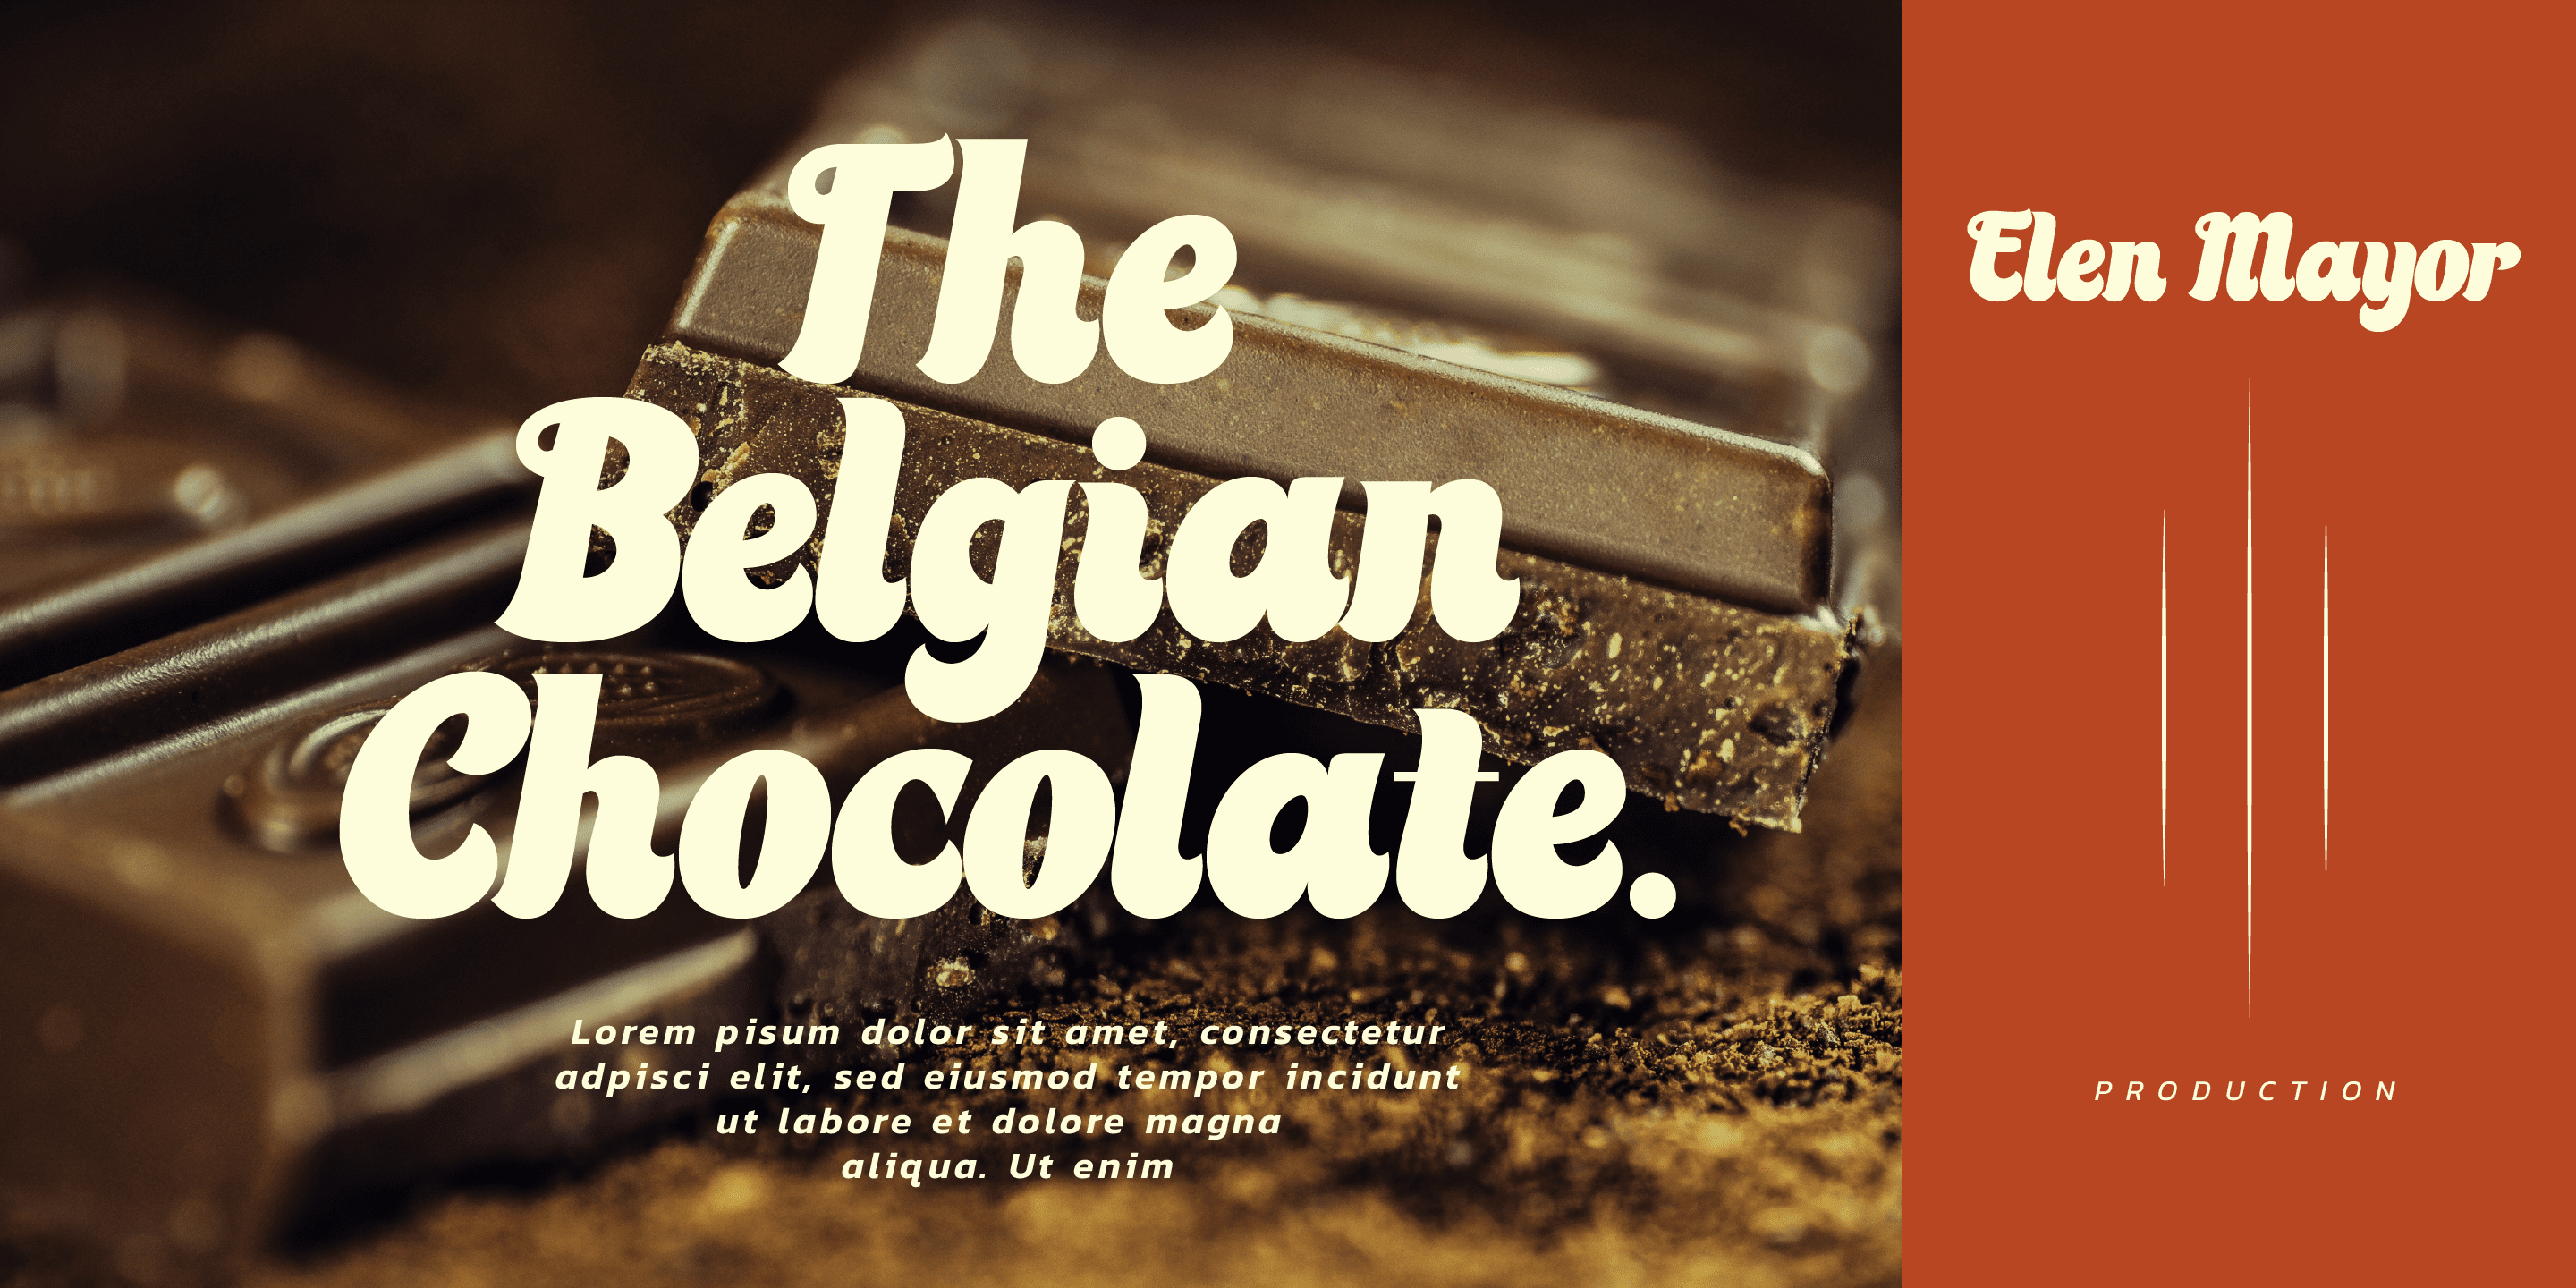 The
Belgian
Chocolate.
Lorem pisum dolor sit amet, consectetur
adpisci elit, sed eiusmod tempor incidunt
ut labore et dolore magna
aliqua. Ut enim
Elen Mayor
PRODUCTION